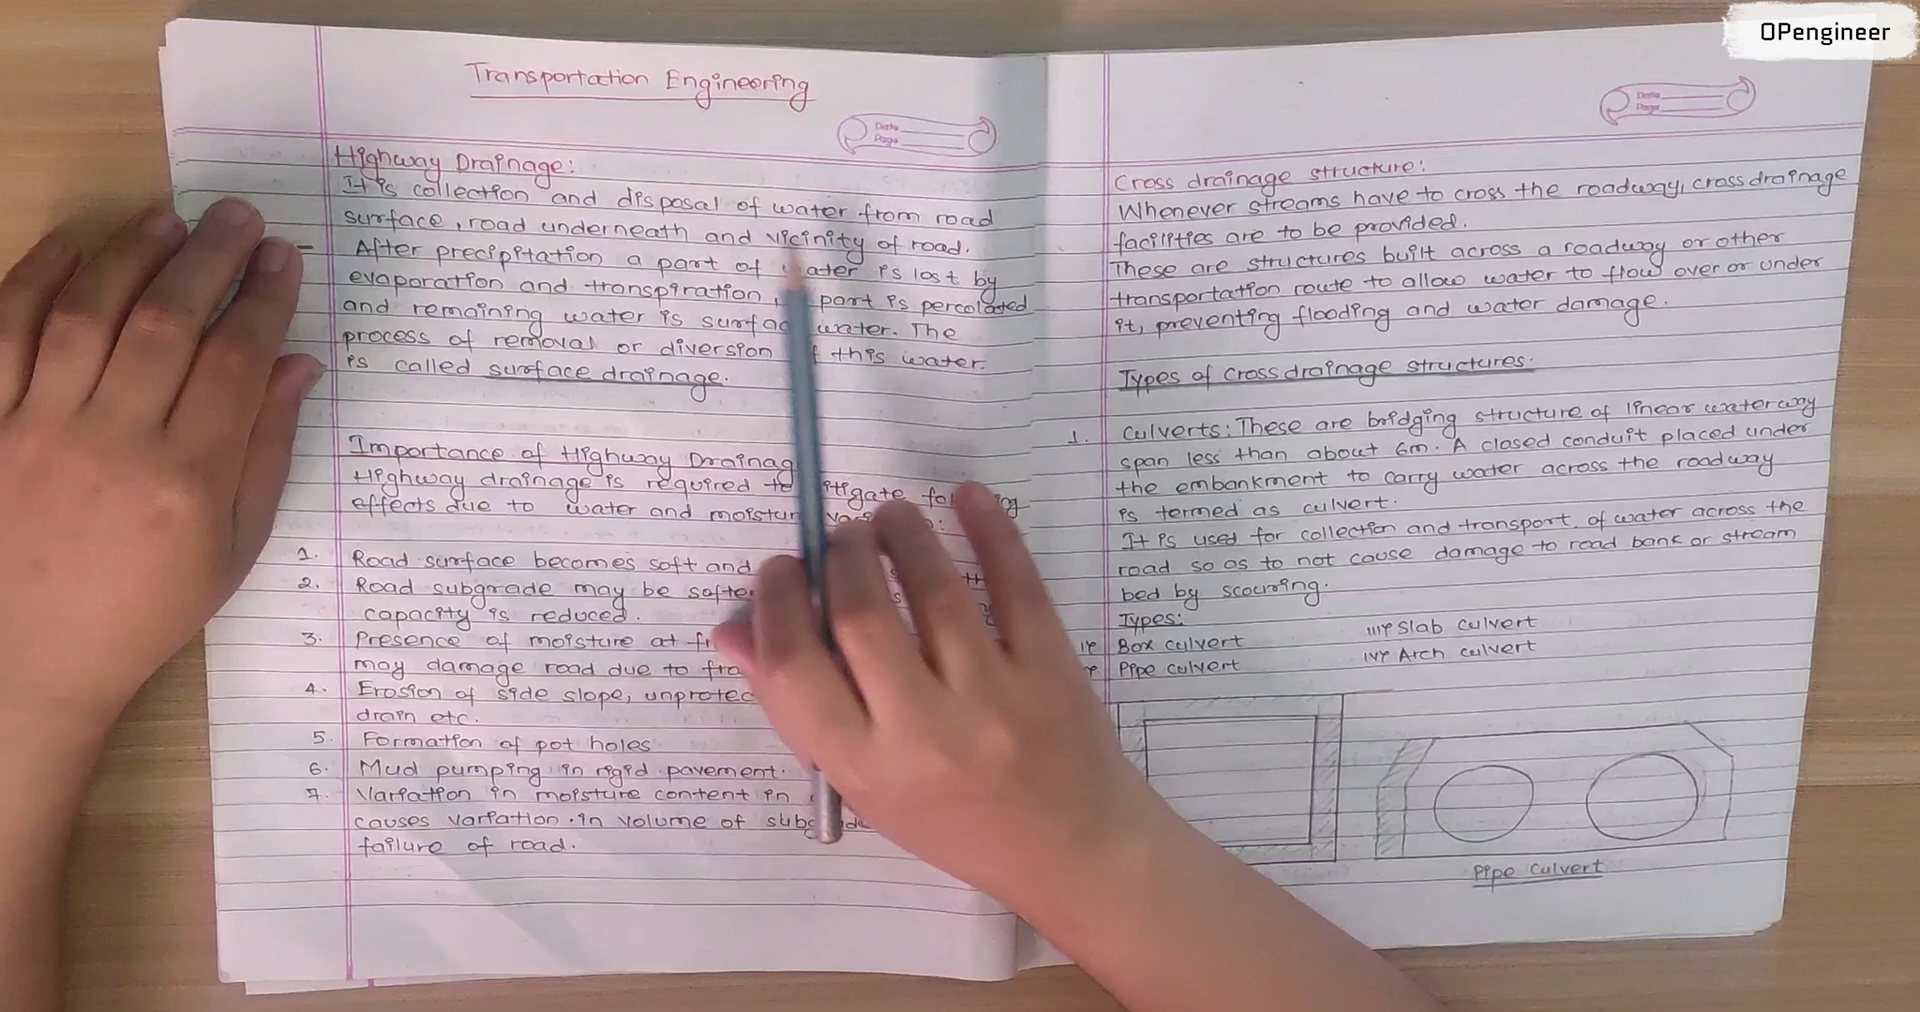 OPengineer
Transportation Engineering
Date
Page
Highway Drainage:
It is collection and disposal of water from road
surface, road underneath and vicinity of road.
- After precipitation a part of water is lost by
evaporation and transpiration, part is percolated
and remaining water is surface water. The
process of removal or diversion of this water.
is called surface drainage.
Importance of Highway Drainag
Highway drainage is required to
effects due to water and moistur
1. Road surface becomes soft and
2. Road subgrade may be softe
capacity is reduced.
3. Presence of moisture at
may damage road due to
4. Erosion of side slope, unprotec
drain etc.
5. Formation of pot holes
6. Mud pumping in rigid pavement.
7. Variation in moisture content in
causes variation in volume of
failure of road.
Date
Page
Cross drainage structure:
Whenever streams have to cross the roadway, cross drainage
facilities are to be provided.
These are structures built across a roadway or other
transportation route to allow water to flow over or under
it, preventing flooding and water damage.
Types of cross drainage structures.
1. Culverts: These are bridging structure of linear waterway
span less than about 6m. A closed conduit placed under
the embankment to carry water across the roadway
is termed as culvert.
It is used for collection and transport of water across the
road so as to not cause damage to road bank or stream
bed by scouring.
Types:
Box culvert iii) Slab culvert
Pipe culvert iv) Arch culvert
Pipe culvert